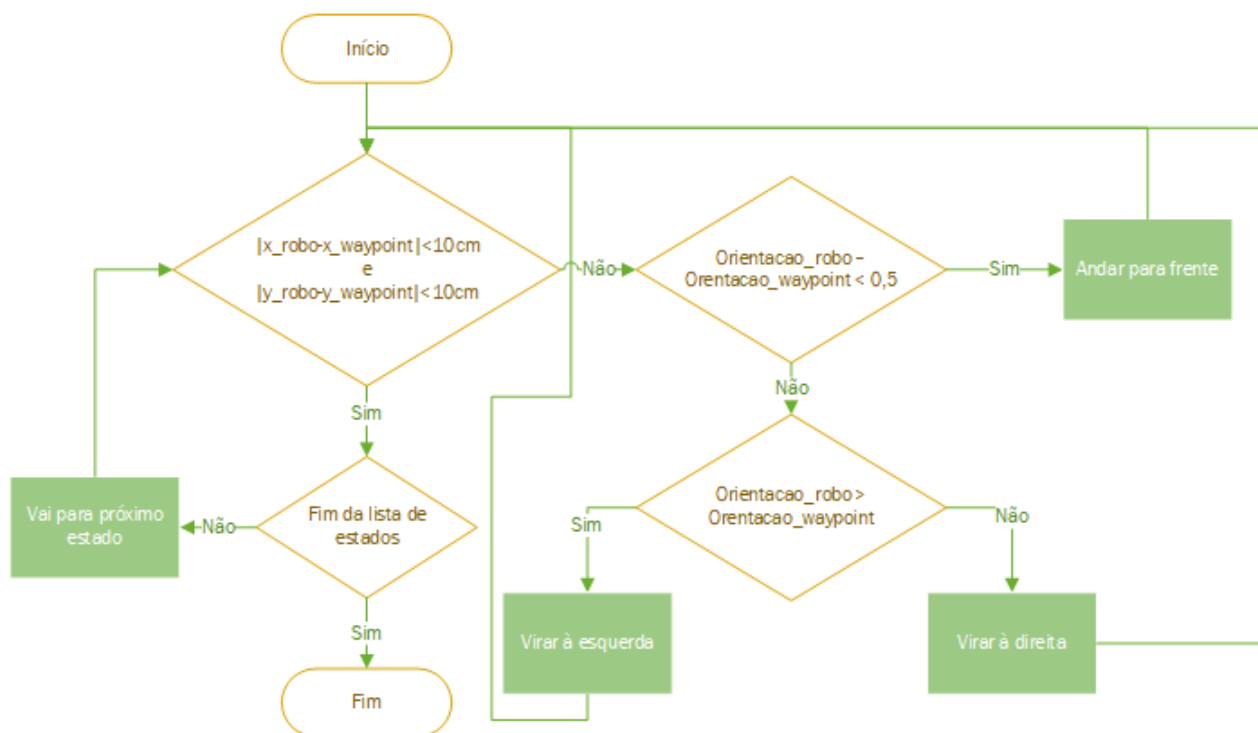 Início
|x_robo-x_waypoint|<10cm
e
|y_robo-y_waypoint|<10cm
Não
Orientacao_robo –
Orentacao_waypoint < 0,5
Sim
Andar para frente
Sim
Não
Vai para próximo
estado
Não
Fim da lista de
estados
Sim
Orientacao_robo >
Orentacao_waypoint
Não
Sim
Virar à esquerda
Virar à direita
Fim